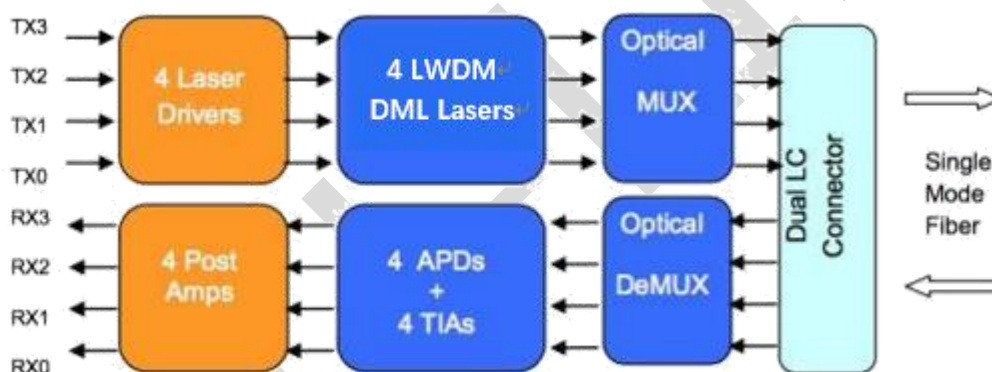 TX3
TX2
TX1
TX0
RX3
RX2
RX1
RX0
4 Laser
Drivers
4 LWDM
DML Lasers
Optical
MUX
4 Post
Amps
4 APDs
+
4 TIAs
Optical
DeMUX
Dual LC
Connector
Single
Mode
Fiber